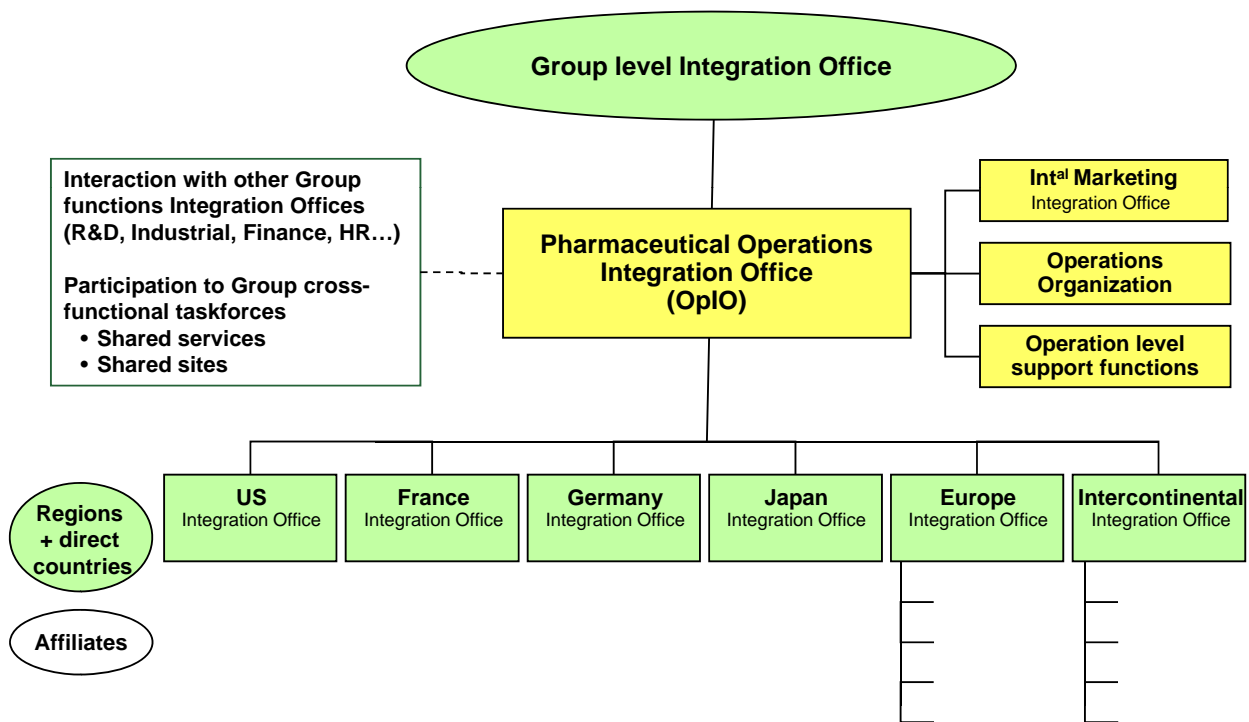 Group level Integration Office
Interaction with other Group
functions Integration Offices
(R&D, Industrial, Finance, HR…)
Participation to Group cross-
functional taskforces
• Shared services
• Shared sites
Pharmaceutical Operations
Integration Office
(OpIO)
Intᵃˡ Marketing
Integration Office
Operations
Organization
Operation level
support functions
Regions
+ direct
countries
US
Integration Office
France
Integration Office
Germany
Integration Office
Japan
Integration Office
Europe
Integration Office
Intercontinental
Integration Office
Affiliates